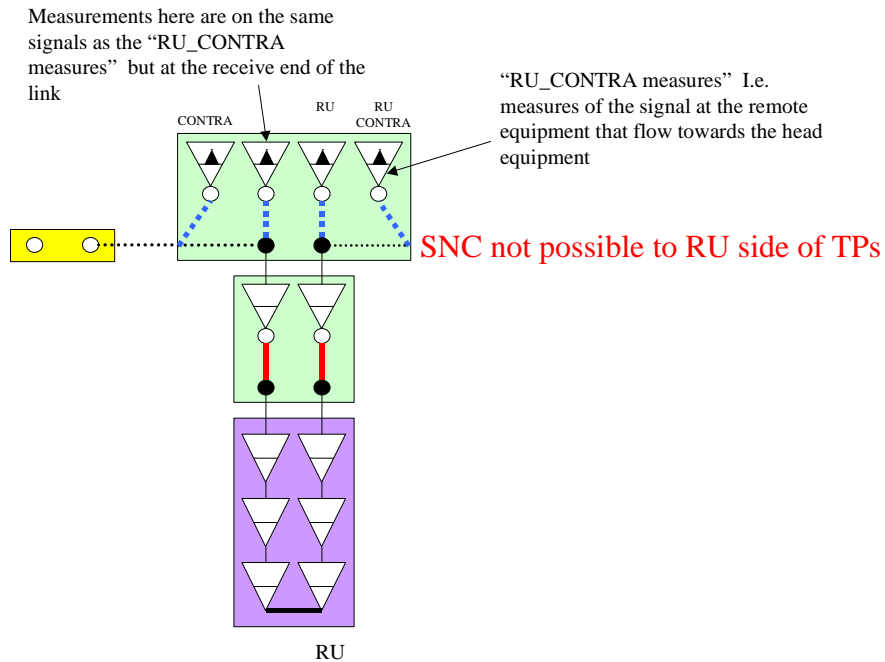 Measurements here are on the same
signals as the “RU_CONTRA
measures”  but at the receive end of the
link
“RU_CONTRA measures”  I.e.
measures of the signal at the remote
equipment that flow towards the head
equipment
CONTRA
RU
RU
CONTRA
SNC not possible to RU side of TPs
RU